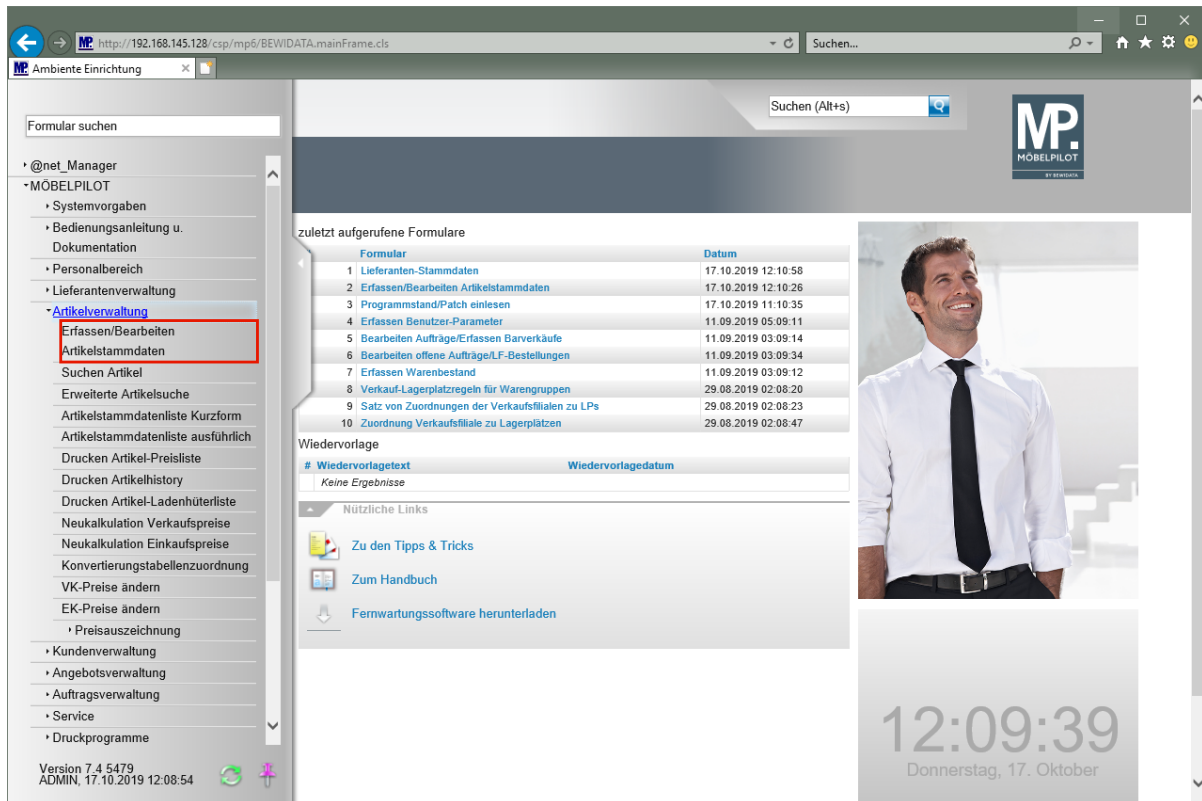 http://192.168.145.128/csp/mp6/BEWIDATA.mainFrame.cls
Suchen...
MP. Ambiente Einrichtung
Formular suchen
@net_Manager
MÖBELPILOT
Systemvorgaben
Bedienungsanleitung u.
Dokumentation
Personalbereich
Lieferantenverwaltung
Artikelverwaltung
Erfassen/Bearbeiten
Artikelstammdaten
Suchen Artikel
Erweiterte Artikelsuche
Artikelstammdatenliste Kurzform
Artikelstammdatenliste ausführlich
Drucken Artikel-Preisliste
Drucken Artikelhistory
Drucken Artikel-Ladenhüterliste
Neukalkulation Verkaufspreise
Neukalkulation Einkaufspreise
Konvertierungstabellenzuordnung
VK-Preise ändern
EK-Preise ändern
Preisauszeichnung
Kundenverwaltung
Angebotsverwaltung
Auftragsverwaltung
Service
Druckprogramme
Version 7.4 5479
ADMIN, 17.10.2019 12:08:54
Suchen (Alt+s)
MP.
MÖBELPILOT
BY BEWIDATA
zuletzt aufgerufene Formulare
Formular Datum
1 Lieferanten-Stammdaten 17.10.2019 12:10:58
2 Erfassen/Bearbeiten Artikelstammdaten 17.10.2019 12:10:26
3 Programmstand/Patch einlesen 17.10.2019 11:10:35
4 Erfassen Benutzer-Parameter 11.09.2019 05:09:11
5 Bearbeiten Aufträge/Erfassen Barverkäufe 11.09.2019 03:09:14
6 Bearbeiten offene Aufträge/LF-Bestellungen 11.09.2019 03:09:34
7 Erfassen Warenbestand 11.09.2019 03:09:12
8 Verkauf-Lagerplatzregeln für Warengruppen 29.08.2019 02:08:20
9 Satz von Zuordnungen der Verkaufsfilialen zu LPs 29.08.2019 02:08:23
10 Zuordnung Verkaufsfiliale zu Lagerplätzen 29.08.2019 02:08:47
Wiedervorlage
# Wiedervorlagetext Wiedervorlagedatum
Keine Ergebnisse
Nützliche Links
Zu den Tipps & Tricks
Zum Handbuch
Fernwartungssoftware herunterladen
12:09:39
Donnerstag, 17. Oktober